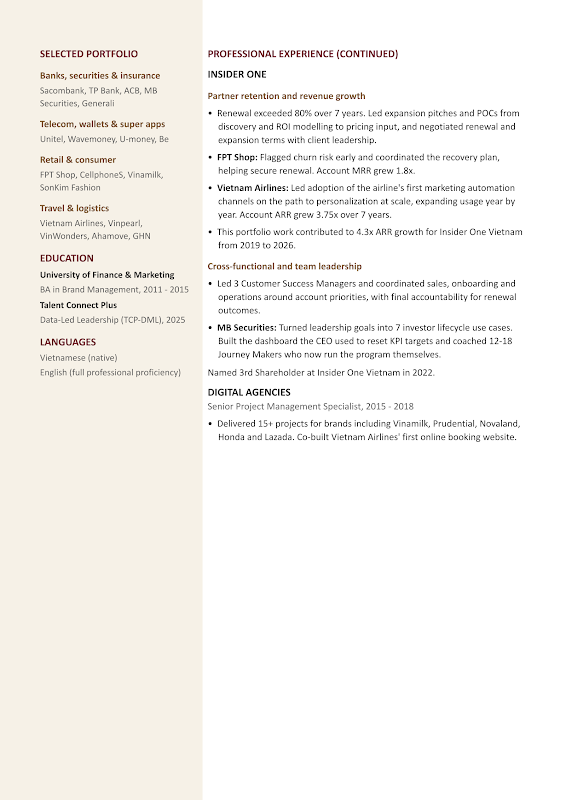 SELECTED PORTFOLIO
Banks, securities & insurance
Sacombank, TP Bank, ACB, MB
Securities, Generali
Telecom, wallets & super apps
Unitel, Wavemoney, U-money, Be
Retail & consumer
FPT Shop, CellphoneS, Vinamilk,
SonKim Fashion
Travel & logistics
Vietnam Airlines, Vinpearl,
VinWonders, Ahamove, GHN
EDUCATION
University of Finance & Marketing
BA in Brand Management, 2011 - 2015
Talent Connect Plus
Data-Led Leadership (TCP-DML), 2025
LANGUAGES
Vietnamese (native)
English (full professional proficiency)
PROFESSIONAL EXPERIENCE (CONTINUED)
INSIDER ONE
Partner retention and revenue growth
• Renewal exceeded 80% over 7 years. Led expansion pitches and POCs from
discovery and ROI modelling to pricing input, and negotiated renewal and
expansion terms with client leadership.
• FPT Shop: Flagged churn risk early and coordinated the recovery plan,
helping secure renewal. Account MRR grew 1.8x.
• Vietnam Airlines: Led adoption of the airline's first marketing automation
channels on the path to personalization at scale, expanding usage year by
year. Account ARR grew 3.75x over 7 years.
• This portfolio work contributed to 4.3x ARR growth for Insider One Vietnam
from 2019 to 2026.
Cross-functional and team leadership
• Led 3 Customer Success Managers and coordinated sales, onboarding and
operations around account priorities, with final accountability for renewal
outcomes.
• MB Securities: Turned leadership goals into 7 investor lifecycle use cases.
Built the dashboard the CEO used to reset KPI targets and coached 12-18
Journey Makers who now run the program themselves.
Named 3rd Shareholder at Insider One Vietnam in 2022.
DIGITAL AGENCIES
Senior Project Management Specialist, 2015 - 2018
• Delivered 15+ projects for brands including Vinamilk, Prudential, Novaland,
Honda and Lazada. Co-built Vietnam Airlines' first online booking website.